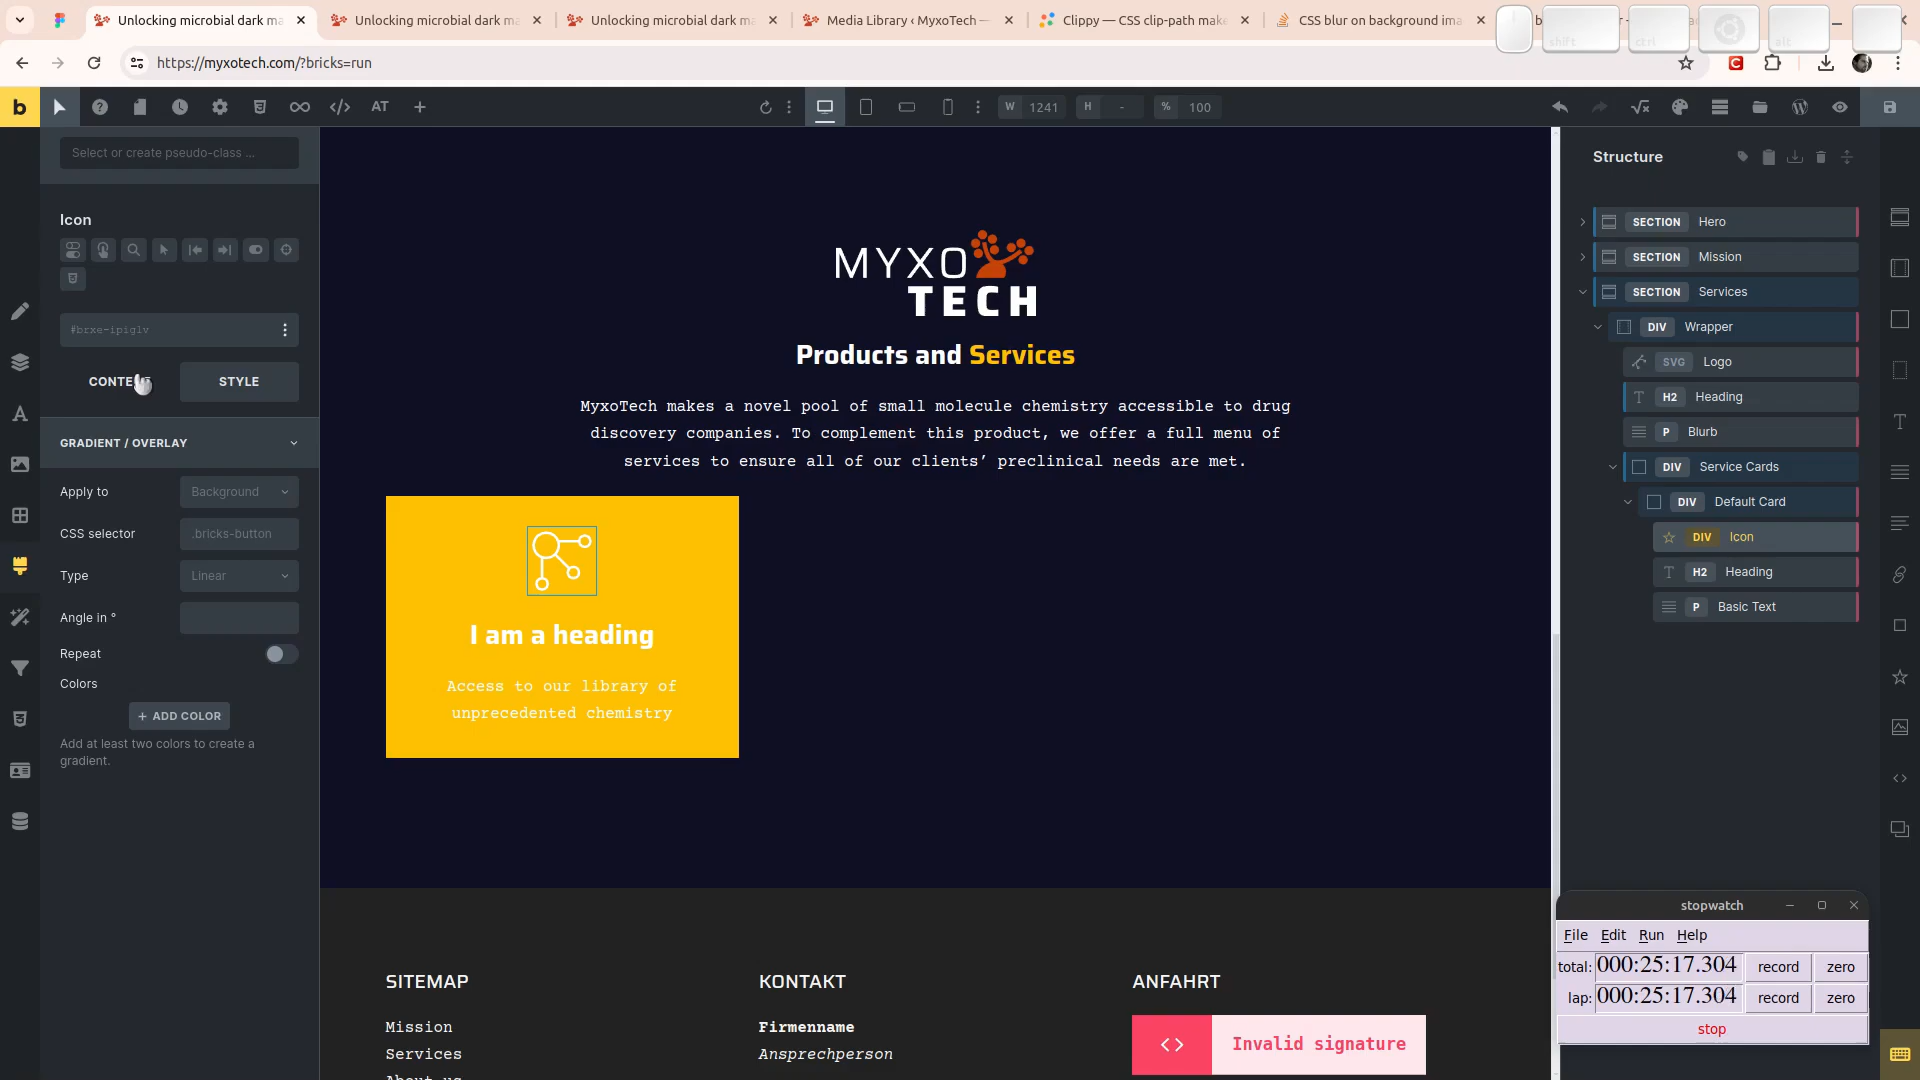 Unlocking microbial dark ma
Unlocking microbial dark ma
Unlocking microbial dark ma
Media Library ‹ MyxoTech —
Clippy — CSS clip-path make
CSS blur on background ima
shift
ctrl
alt
https://myxotech.com/?bricks=run
b
AT
W 1241
H -
% 100
Select or create pseudo-class ...
Icon
#brxe-ipiglv
STYLE
GRADIENT / OVERLAY
Apply to
Background
CSS selector
.bricks-button
Type
Linear
Angle in °
Repeat
Colors
+ ADD COLOR
Add at least two colors to create a
gradient.
MYXO
TECH
Products and Services
MyxoTech makes a novel pool of small molecule chemistry accessible to drug
discovery companies. To complement this product, we offer a full menu of
services to ensure all of our clients’ preclinical needs are met.
I am a heading
Access to our library of
unprecedented chemistry
SITEMAP
Mission
Services
KONTAKT
Firmenname
Ansprechperson
ANFAHRT
Invalid signature
Structure
SECTION Hero
SECTION Mission
SECTION Services
DIV Wrapper
SVG Logo
H2 Heading
P Blurb
DIV Service Cards
DIV Default Card
DIV Icon
H2 Heading
P Basic Text
stopwatch
File Edit Run Help
total: 000:25:17.304 record zero
lap: 000:25:17.304 record zero
stop